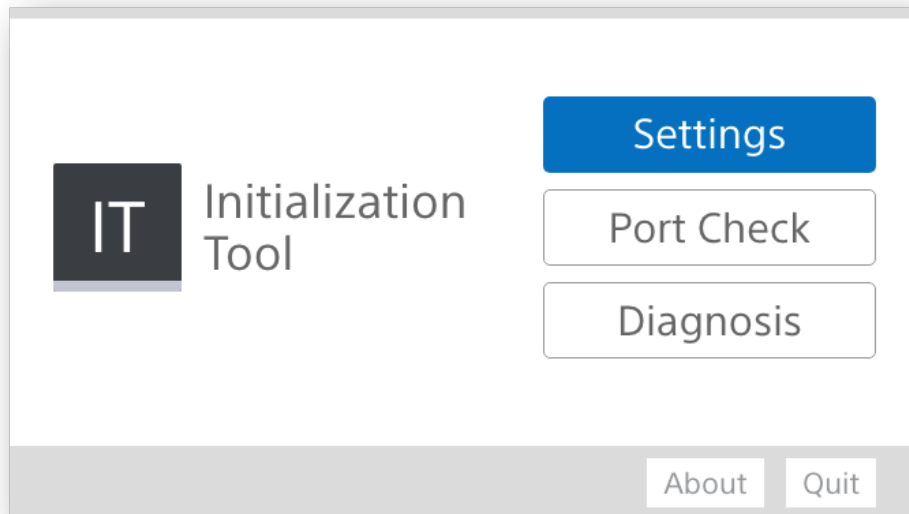 IT
Initialization
Tool
Settings
Port Check
Diagnosis
About
Quit